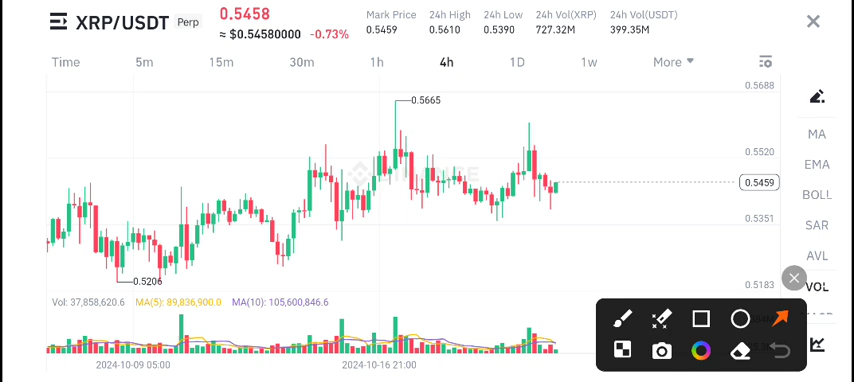 XRP/USDT Perp
0.5458
≈ $0.54580000 -0.73%
Mark Price 24h High 24h Low 24h Vol(XRP) 24h Vol(USDT)
0.5459 0.5610 0.5390 727.32M 399.35M
Time 5m 15m 30m 1h 4h 1D 1w More
0.5688
0.5665
0.5520
0.5459
0.5351
0.5206
0.5183
MA
EMA
BOLL
SAR
AVL
VOL
Vol: 37,858,620.6 MA(5): 89,836,900.0 MA(10): 105,600,846.6
2024-10-09 05:00 2024-10-16 21:00